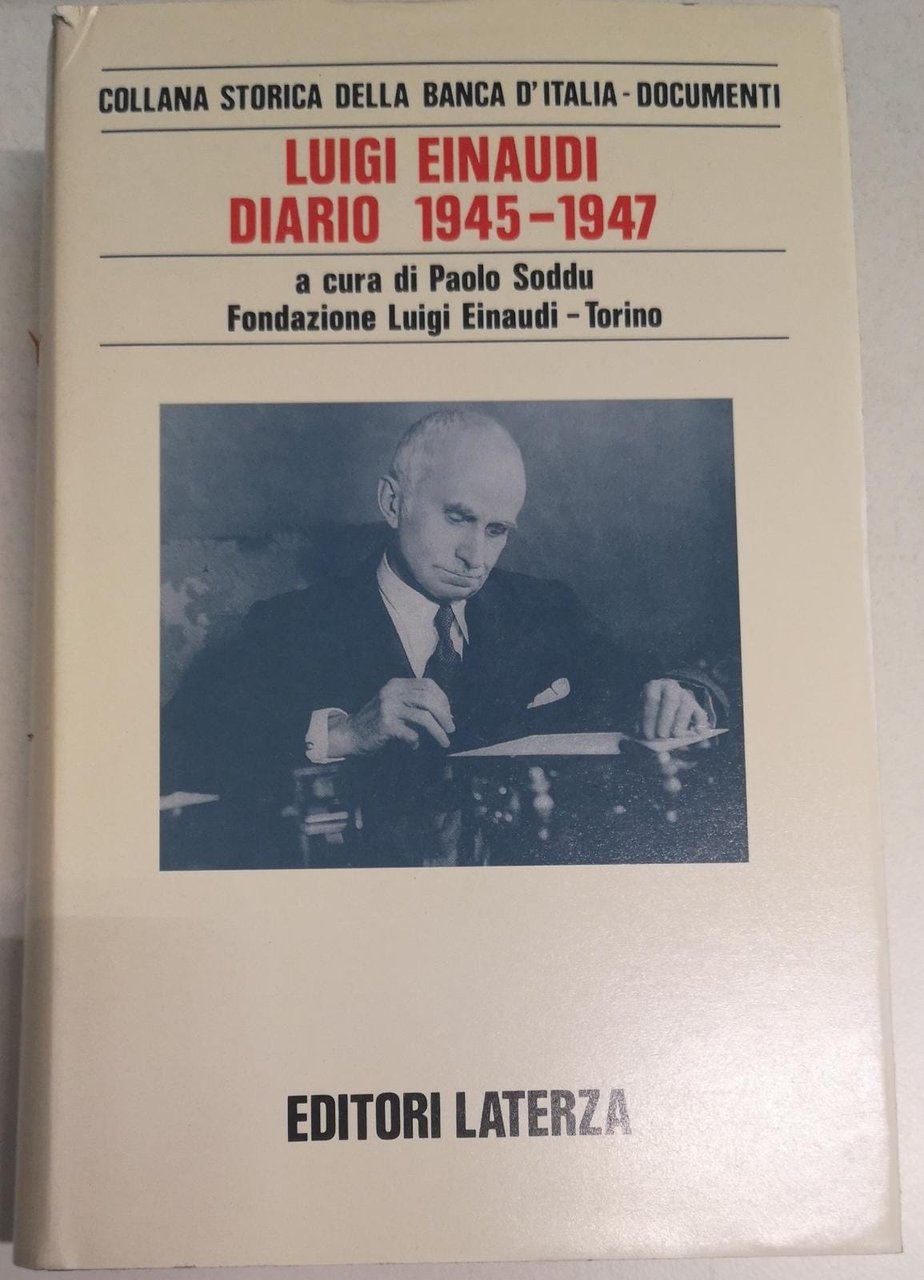 COLLANA STORICA DELLA BANCA D'ITALIA - DOCUMENTI
LUIGI EINAUDI
DIARIO 1945-1947
a cura di Paolo Soddu
Fondazione Luigi Einaudi - Torino
EDITORI LATERZA